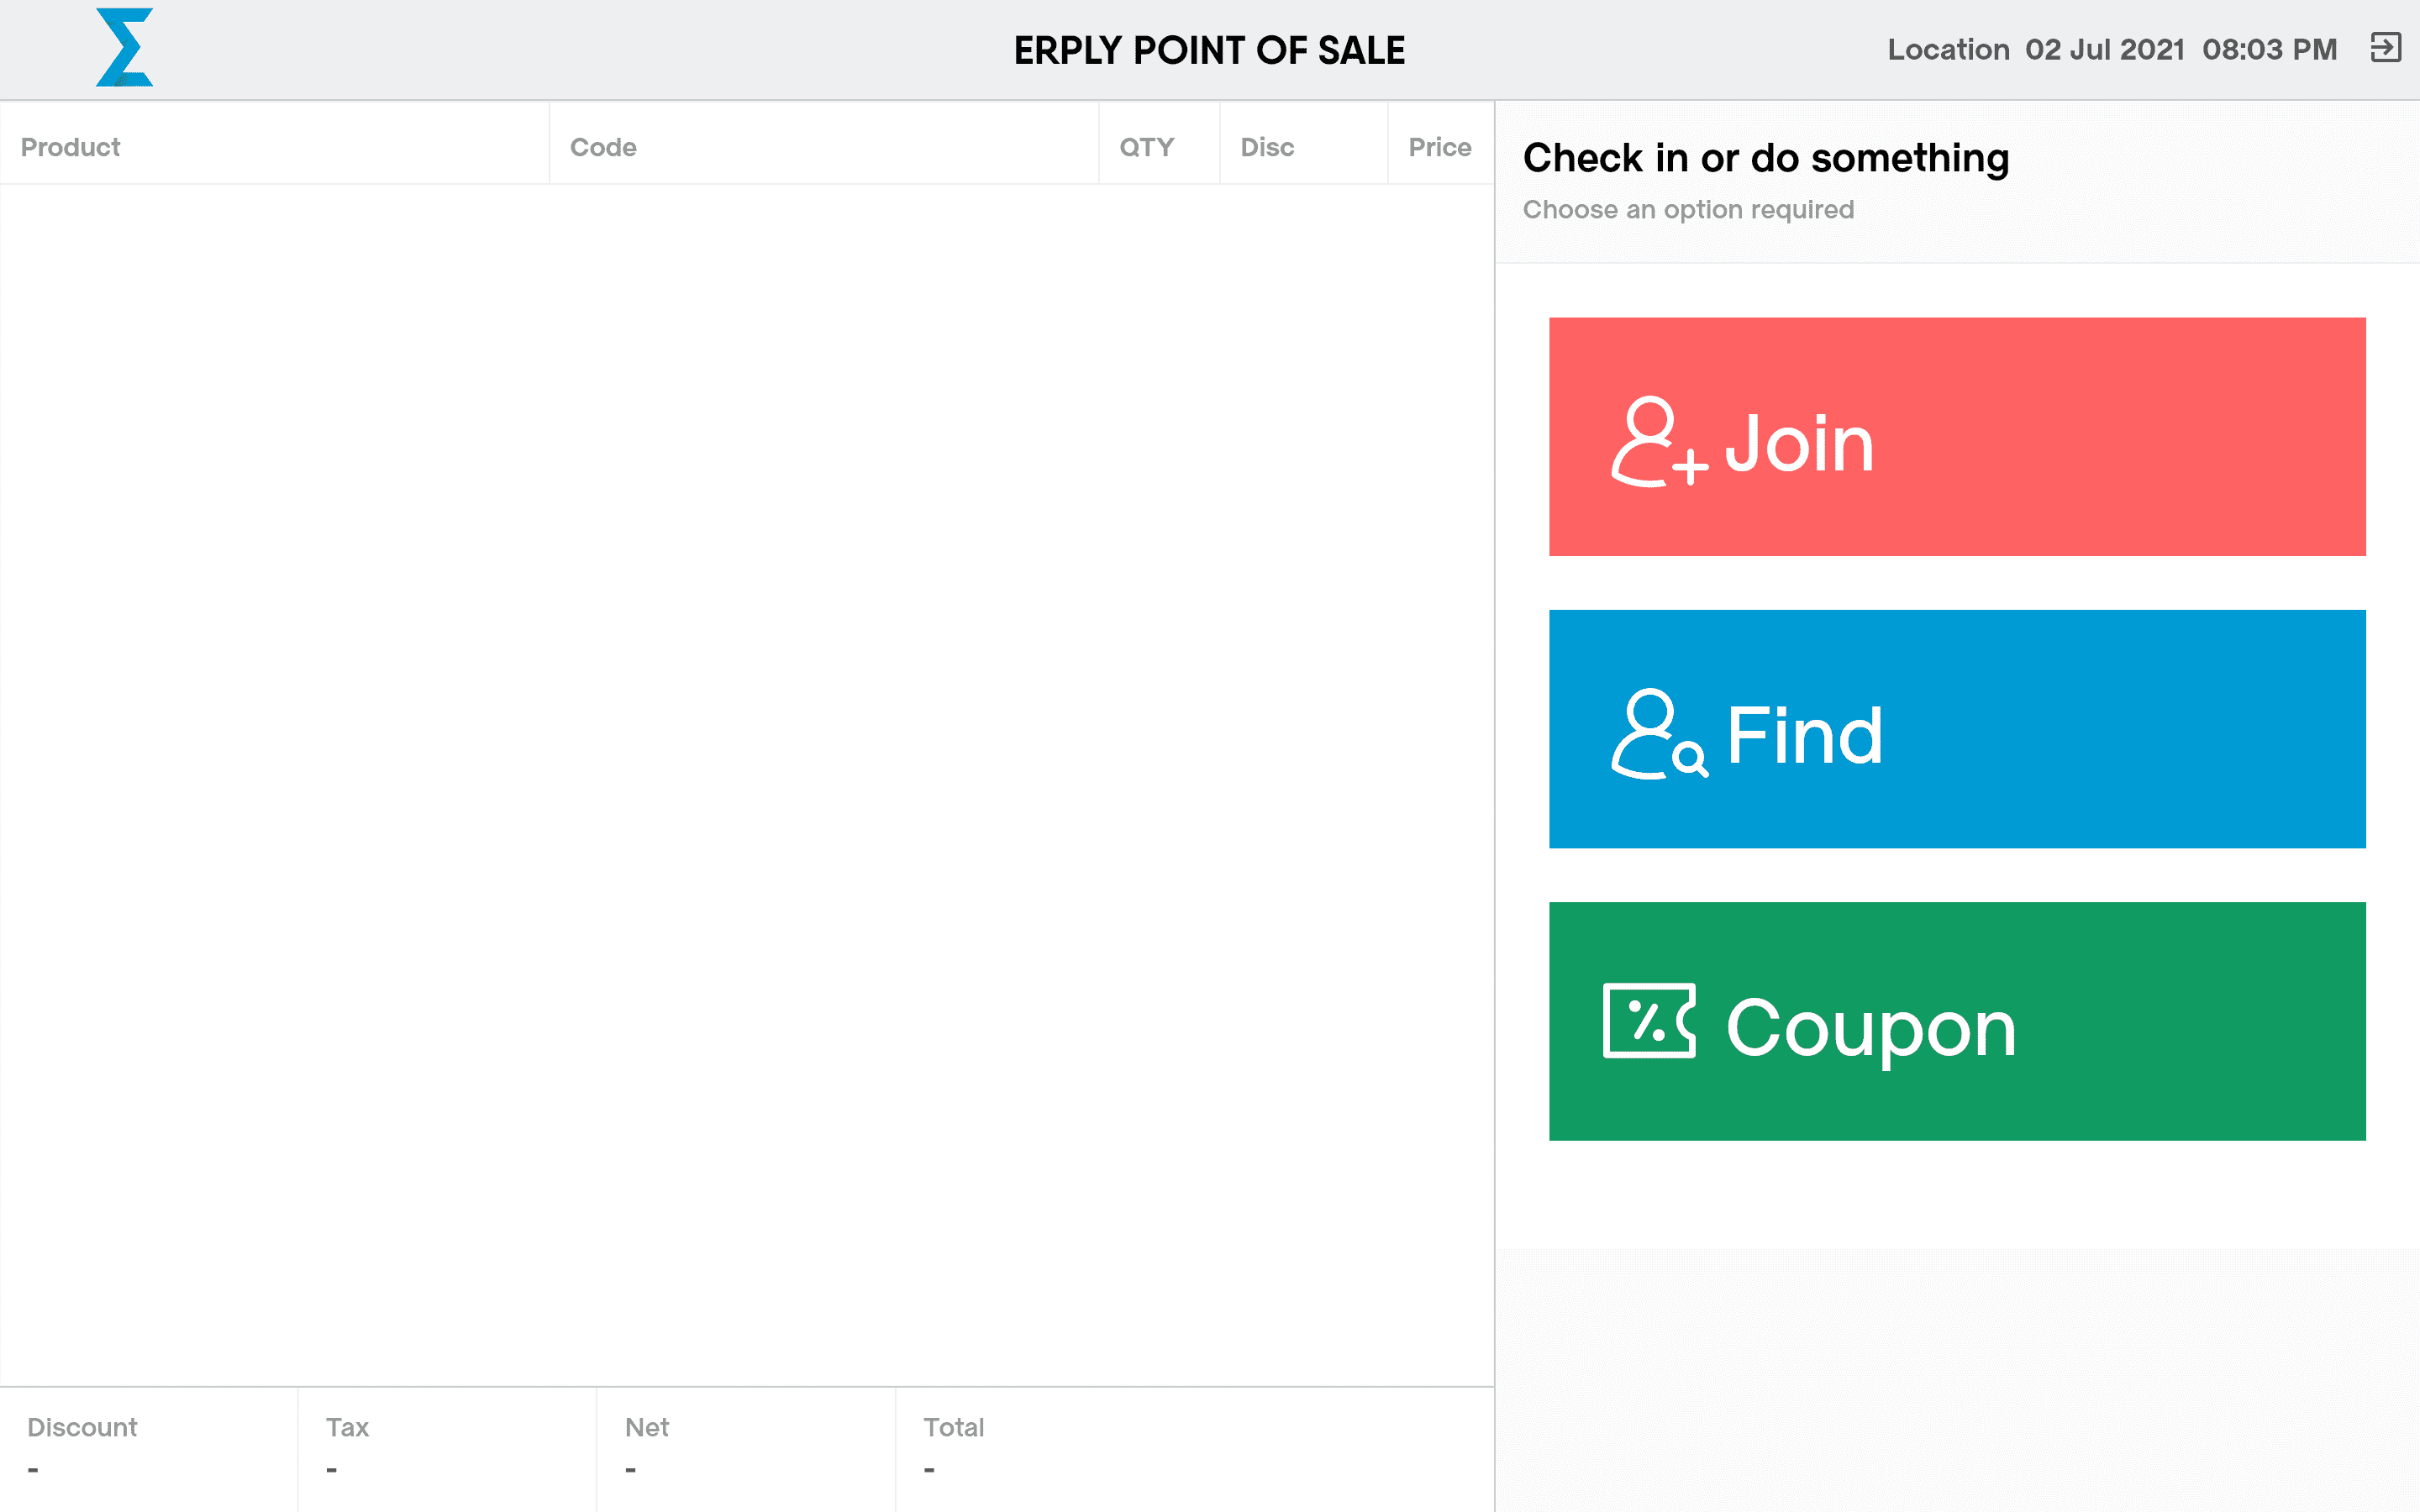 ERPLY POINT OF SALE
Location 02 Jul 2021 08:03 PM
Product Code QTY Disc Price
Check in or do something
Choose an option required
Join
Find
Coupon
Discount Tax Net Total
- - - -